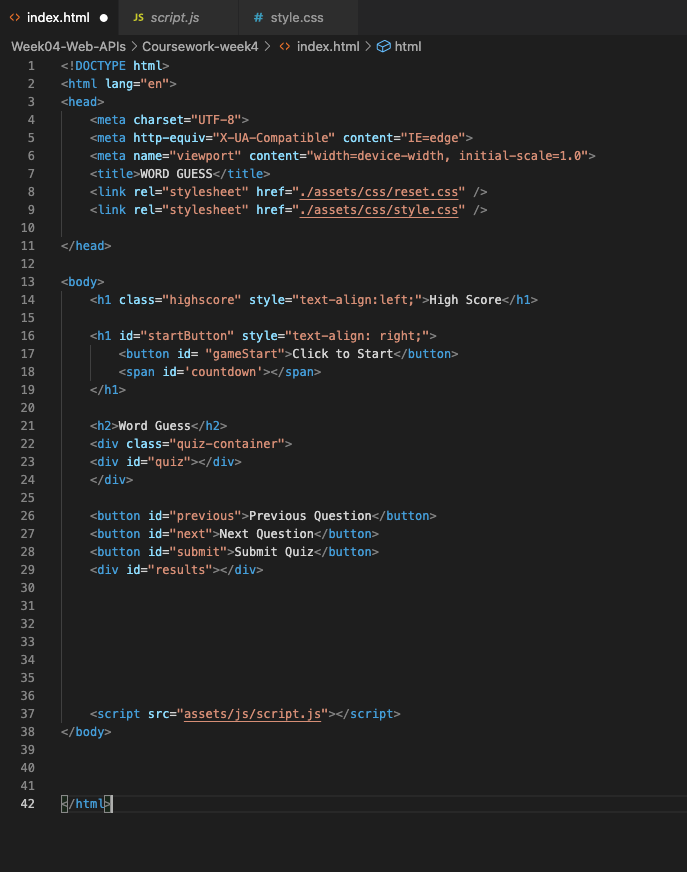 index.html
JS script.js
# style.css
Week04-Web-APIs > Coursework-week4 > index.html > html
1 <!DOCTYPE html>
2 <html lang="en">
3 <head>
4 <meta charset="UTF-8">
5 <meta http-equiv="X-UA-Compatible" content="IE=edge">
6 <meta name="viewport" content="width=device-width, initial-scale=1.0">
7 <title>WORD GUESS</title>
8 <link rel="stylesheet" href="./assets/css/reset.css" />
9 <link rel="stylesheet" href="./assets/css/style.css" />
10
11 </head>
12
13 <body>
14 <h1 class="highscore" style="text-align:left;">High Score</h1>
15
16 <h1 id="startButton" style="text-align: right;">
17 <button id= "gameStart">Click to Start</button>
18 <span id='countdown'></span>
19 </h1>
20
21 <h2>Word Guess</h2>
22 <div class="quiz-container">
23 <div id="quiz"></div>
24 </div>
25
26 <button id="previous">Previous Question</button>
27 <button id="next">Next Question</button>
28 <button id="submit">Submit Quiz</button>
29 <div id="results"></div>
30
31
32
33
34
35
36
37 <script src="assets/js/script.js"></script>
38 </body>
39
40
41
42 </html>